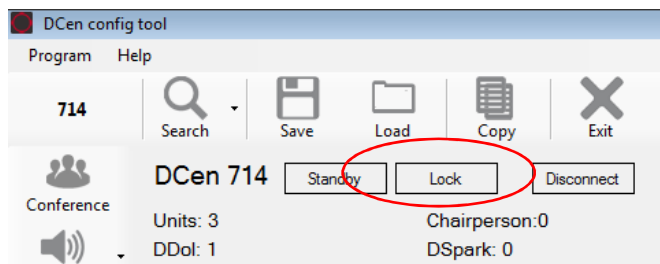 DCen config tool
Program Help
714
Search Save Load Copy Exit
Conference
DCen 714 Standby Lock Disconnect
Units: 3 Chairperson:0
DDol: 1 DSpark: 0